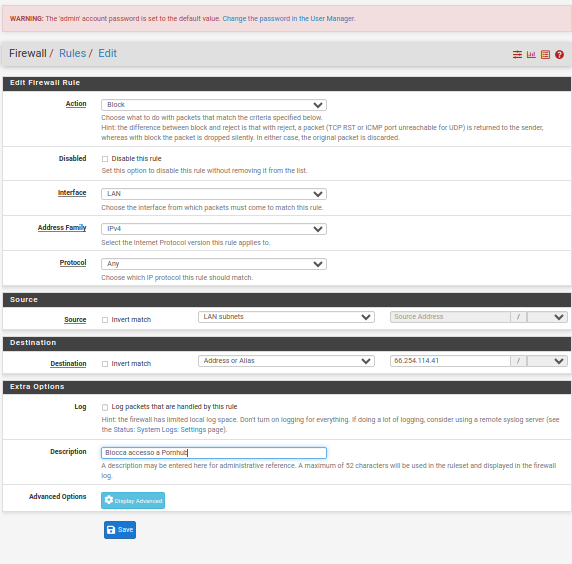 WARNING: The 'admin' account password is set to the default value. Change the password in the User Manager.
Firewall / Rules / Edit
Edit Firewall Rule
Action
Block
Choose what to do with packets that match the criteria specified below.
Hint: the difference between block and reject is that with reject, a packet (TCP RST or ICMP port unreachable for UDP) is returned to the sender,
whereas with block the packet is dropped silently. In either case, the original packet is discarded.
Disabled
Disable this rule
Set this option to disable this rule without removing it from the list.
Interface
LAN
Choose the interface from which packets must come to match this rule.
Address Family
IPv4
Select the Internet Protocol version this rule applies to.
Protocol
Any
Choose which IP protocol this rule should match.
Source
Source
Invert match
LAN subnets
Source Address
/
Destination
Destination
Invert match
Address or Alias
66.254.114.41
/
Extra Options
Log
Log packets that are handled by this rule
Hint: the firewall has limited local log space. Don't turn on logging for everything. If doing a lot of logging, consider using a remote syslog server (see
the Status: System Logs: Settings page).
Description
Blocca accesso a Pornhub
A description may be entered here for administrative reference. A maximum of 52 characters will be used in the ruleset and displayed in the firewall
log.
Advanced Options
Display Advanced
Save